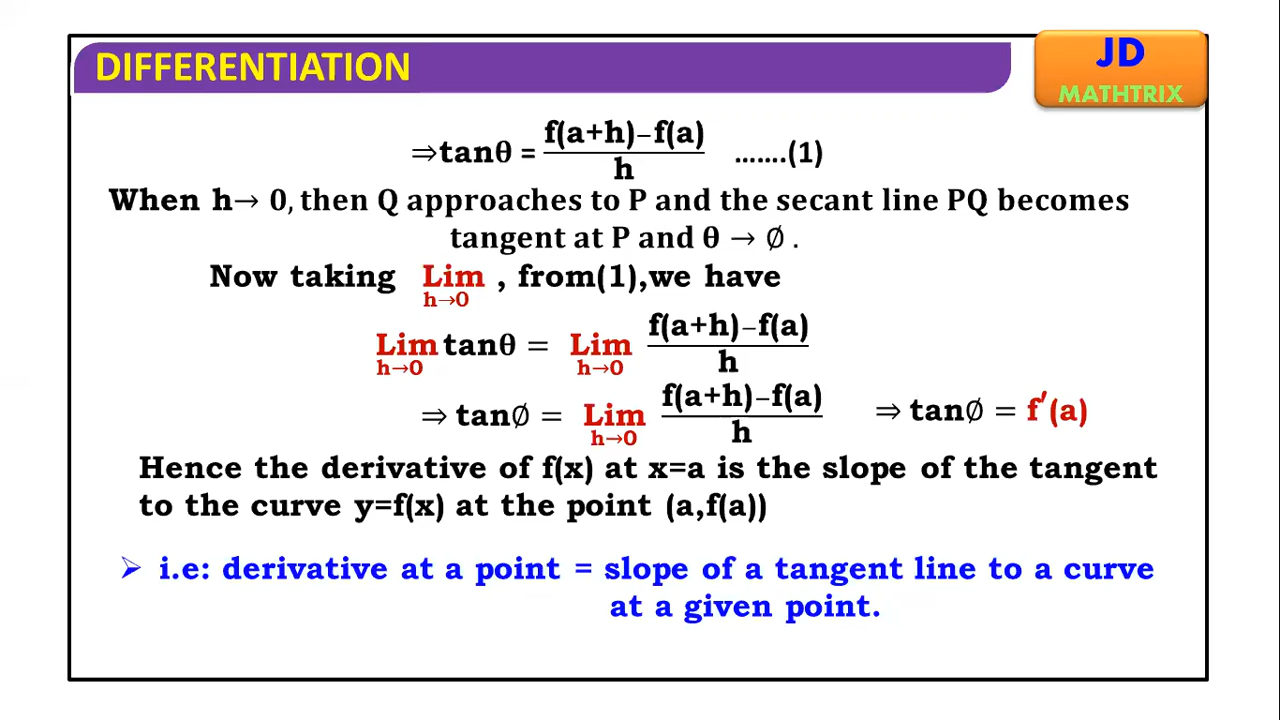 DIFFERENTIATION
JD
MATHTRIX
⇒tanθ = f(a+h)−f(a)/h …….(1)
When h→ 0, then Q approaches to P and the secant line PQ becomes
tangent at P and θ → ∅ .
Now taking Lim h→0 , from(1),we have
Lim h→0 tanθ = Lim h→0 f(a+h)−f(a)/h
⇒ tan∅ = Lim h→0 f(a+h)−f(a)/h ⇒ tan∅ = f′(a)
Hence the derivative of f(x) at x=a is the slope of the tangent
to the curve y=f(x) at the point (a,f(a))
➢ i.e: derivative at a point = slope of a tangent line to a curve
at a given point.